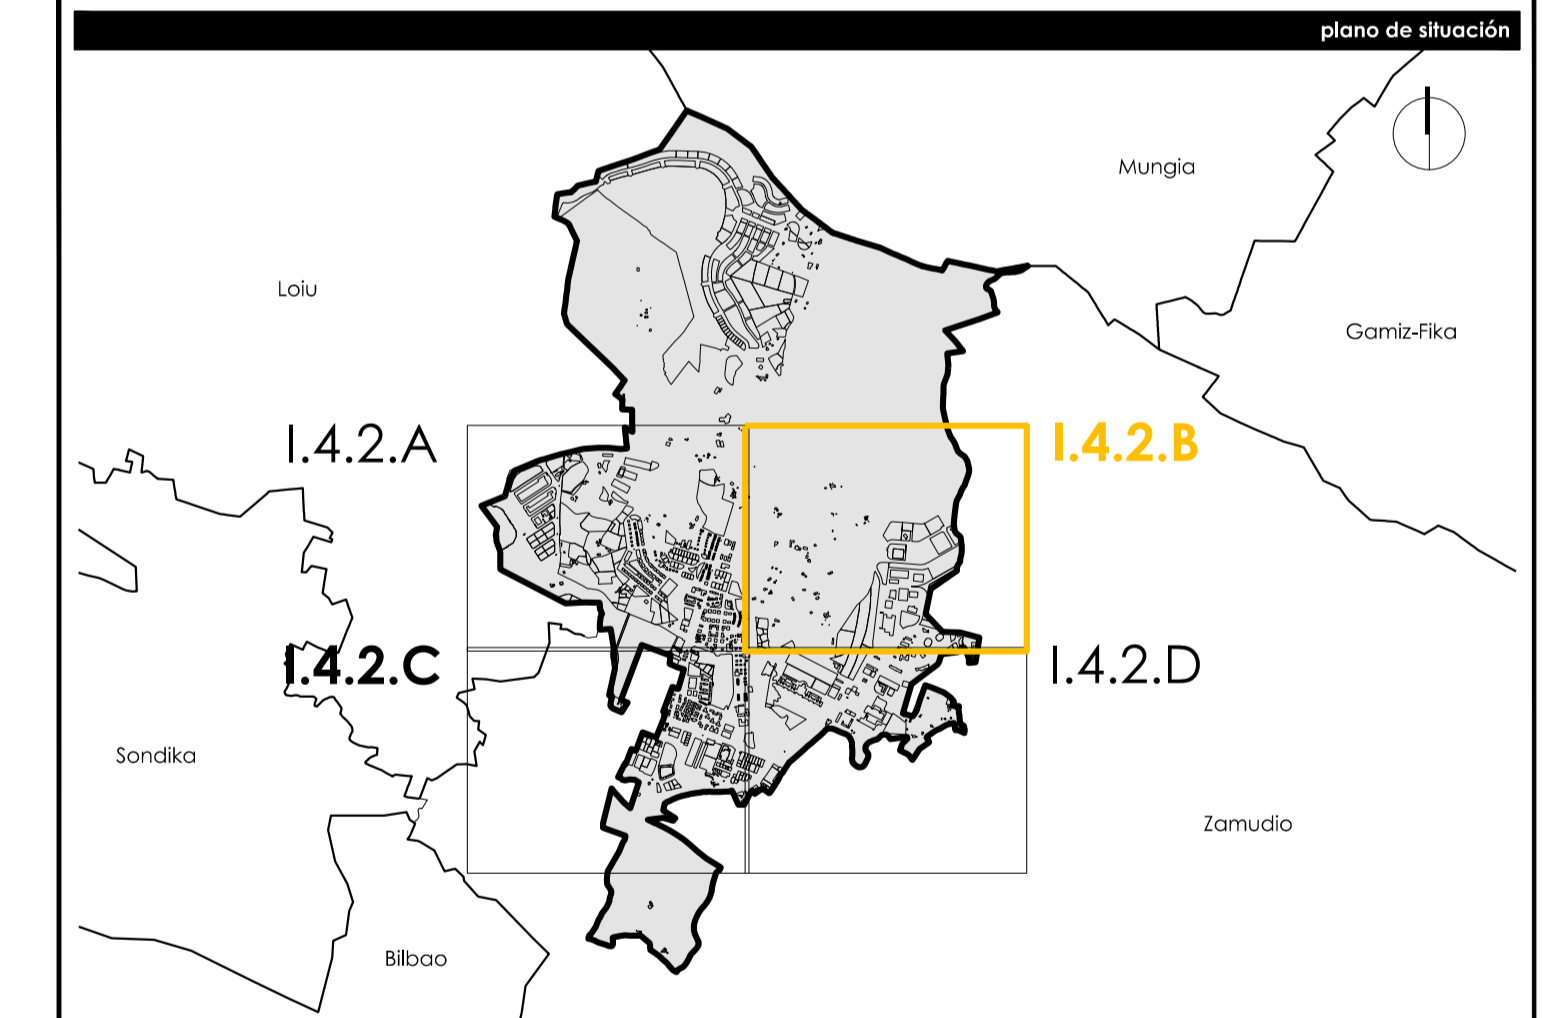 plano de situación
Mungia
Loiu
Gamiz-Fika
I.4.2.A
I.4.2.B
I.4.2.C
I.4.2.D
Sondika
Zamudio
Bilbao